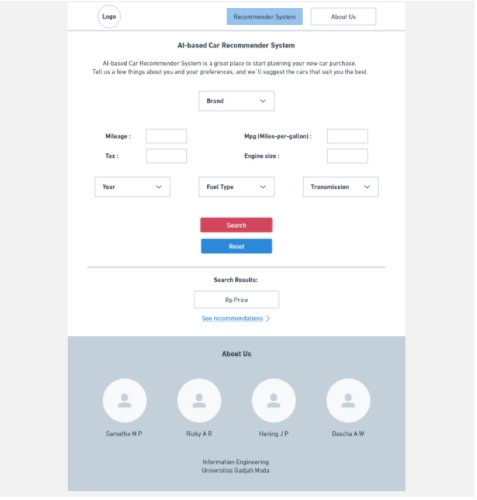 Logo
Recommender System
About Us
AI-based Car Recommender System
AI-based Car Recommender System is a great place to start planning your new car purchase.
Tell us a few things about you and your preferences, and we'll suggest the cars that suit you the best.
Brand
Mileage :
Mpg (Miles-per-gallon) :
Tax :
Engine size :
Year
Fuel Type
Transmission
Search
Reset
Search Results:
Rp Price
See recommendations >
About Us
Samatha M P
Rizky A R
Haning J P
Dascha A W
Information Engineering
Universitas Gadjah Mada